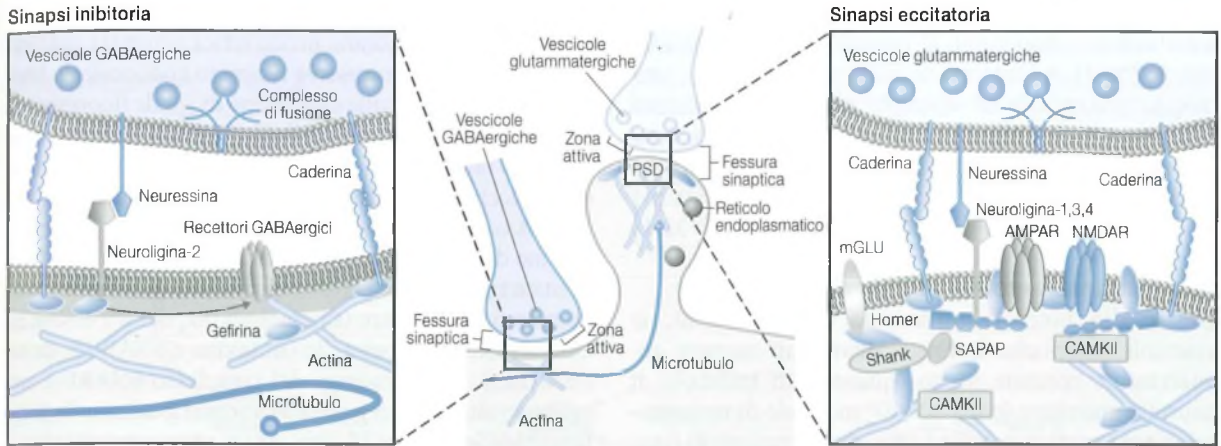 Sinapsi inibitoria
Vescicole GABAergiche
Complesso
di fusione
Caderina
Neuressina
Recettori GABAergici
Neuroligina-2
Gefirina
Actina
Microtubulo
Vescicole
glutammatergiche
Vescicole
GABAergiche
Zona
attiva
PSD
Fessura
sinaptica
Reticolo
endoplasmatico
Fessura
sinaptica
Zona
attiva
Microtubulo
Actina
Sinapsi eccitatoria
Vescicole glutammatergiche
Caderina
Neuressina
Caderina
Neuroligina-1,3,4
AMPAR
NMDAR
mGLU
Homer
Shank
SAPAP
CAMKII
CAMKII